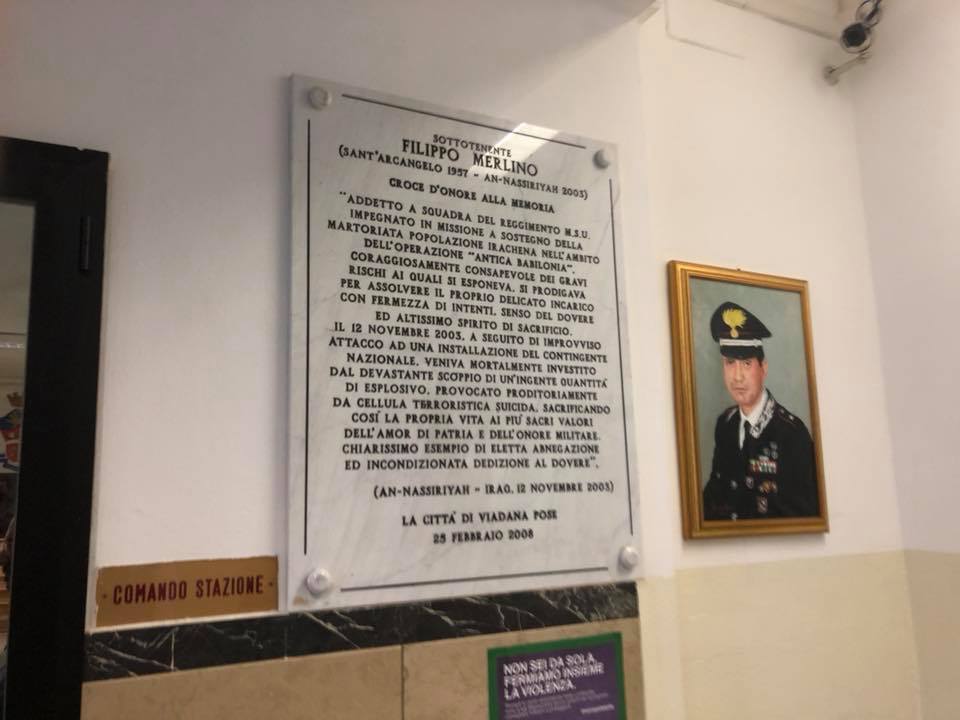 SOTTOTENENTE
FILIPPO MERLINO
(SANT'ARCANGELO 1957 - AN-NASSIRIYAH 2003)
CROCE D'ONORE ALLA MEMORIA
"ADDETTO A SQUADRA DEL REGGIMENTO M.S.U.
IMPEGNATO IN MISSIONE A SOSTEGNO DELLA
MARTORIATA POPOLAZIONE IRACHENA NELL'AMBITO
DELL'OPERAZIONE "ANTICA BABILONIA",
CORAGGIOSAMENTE CONSAPEVOLE DEI GRAVI
RISCHI AI QUALI SI ESPONEVA, SI PRODIGAVA
PER ASSOLVERE IL PROPRIO DELICATO INCARICO
CON FERMEZZA DI INTENTI, SENSO DEL DOVERE
ED ALTISSIMO SPIRITO DI SACRIFICIO.
IL 12 NOVEMBRE 2003, A SEGUITO DI IMPROVVISO
ATTACCO AD UNA INSTALLAZIONE DEL CONTINGENTE
NAZIONALE, VENIVA MORTALMENTE INVESTITO
DAL DEVASTANTE SCOPPIO DI UN'INGENTE QUANTITA'
DI ESPLOSIVO, PROVOCATO PRODITORIAMENTE
DA CELLULA TERRORISTICA SUICIDA, SACRIFICANDO
COSI' LA PROPRIA VITA AI PIU' SACRI VALORI
DELL'AMOR DI PATRIA E DELL'ONORE MILITARE.
CHIARISSIMO ESEMPIO DI ELETTA ABNEGAZIONE
ED INCONDIZIONATA DEDIZIONE AL DOVERE".
(AN-NASSIRIYAH - IRAQ, 12 NOVEMBRE 2003)
LA CITTA' DI VIADANA POSE
25 FEBBRAIO 2008
COMANDO STAZIONE
NON SEI DA SOLA.
FERMIAMO INSIEME
LA VIOLENZA.